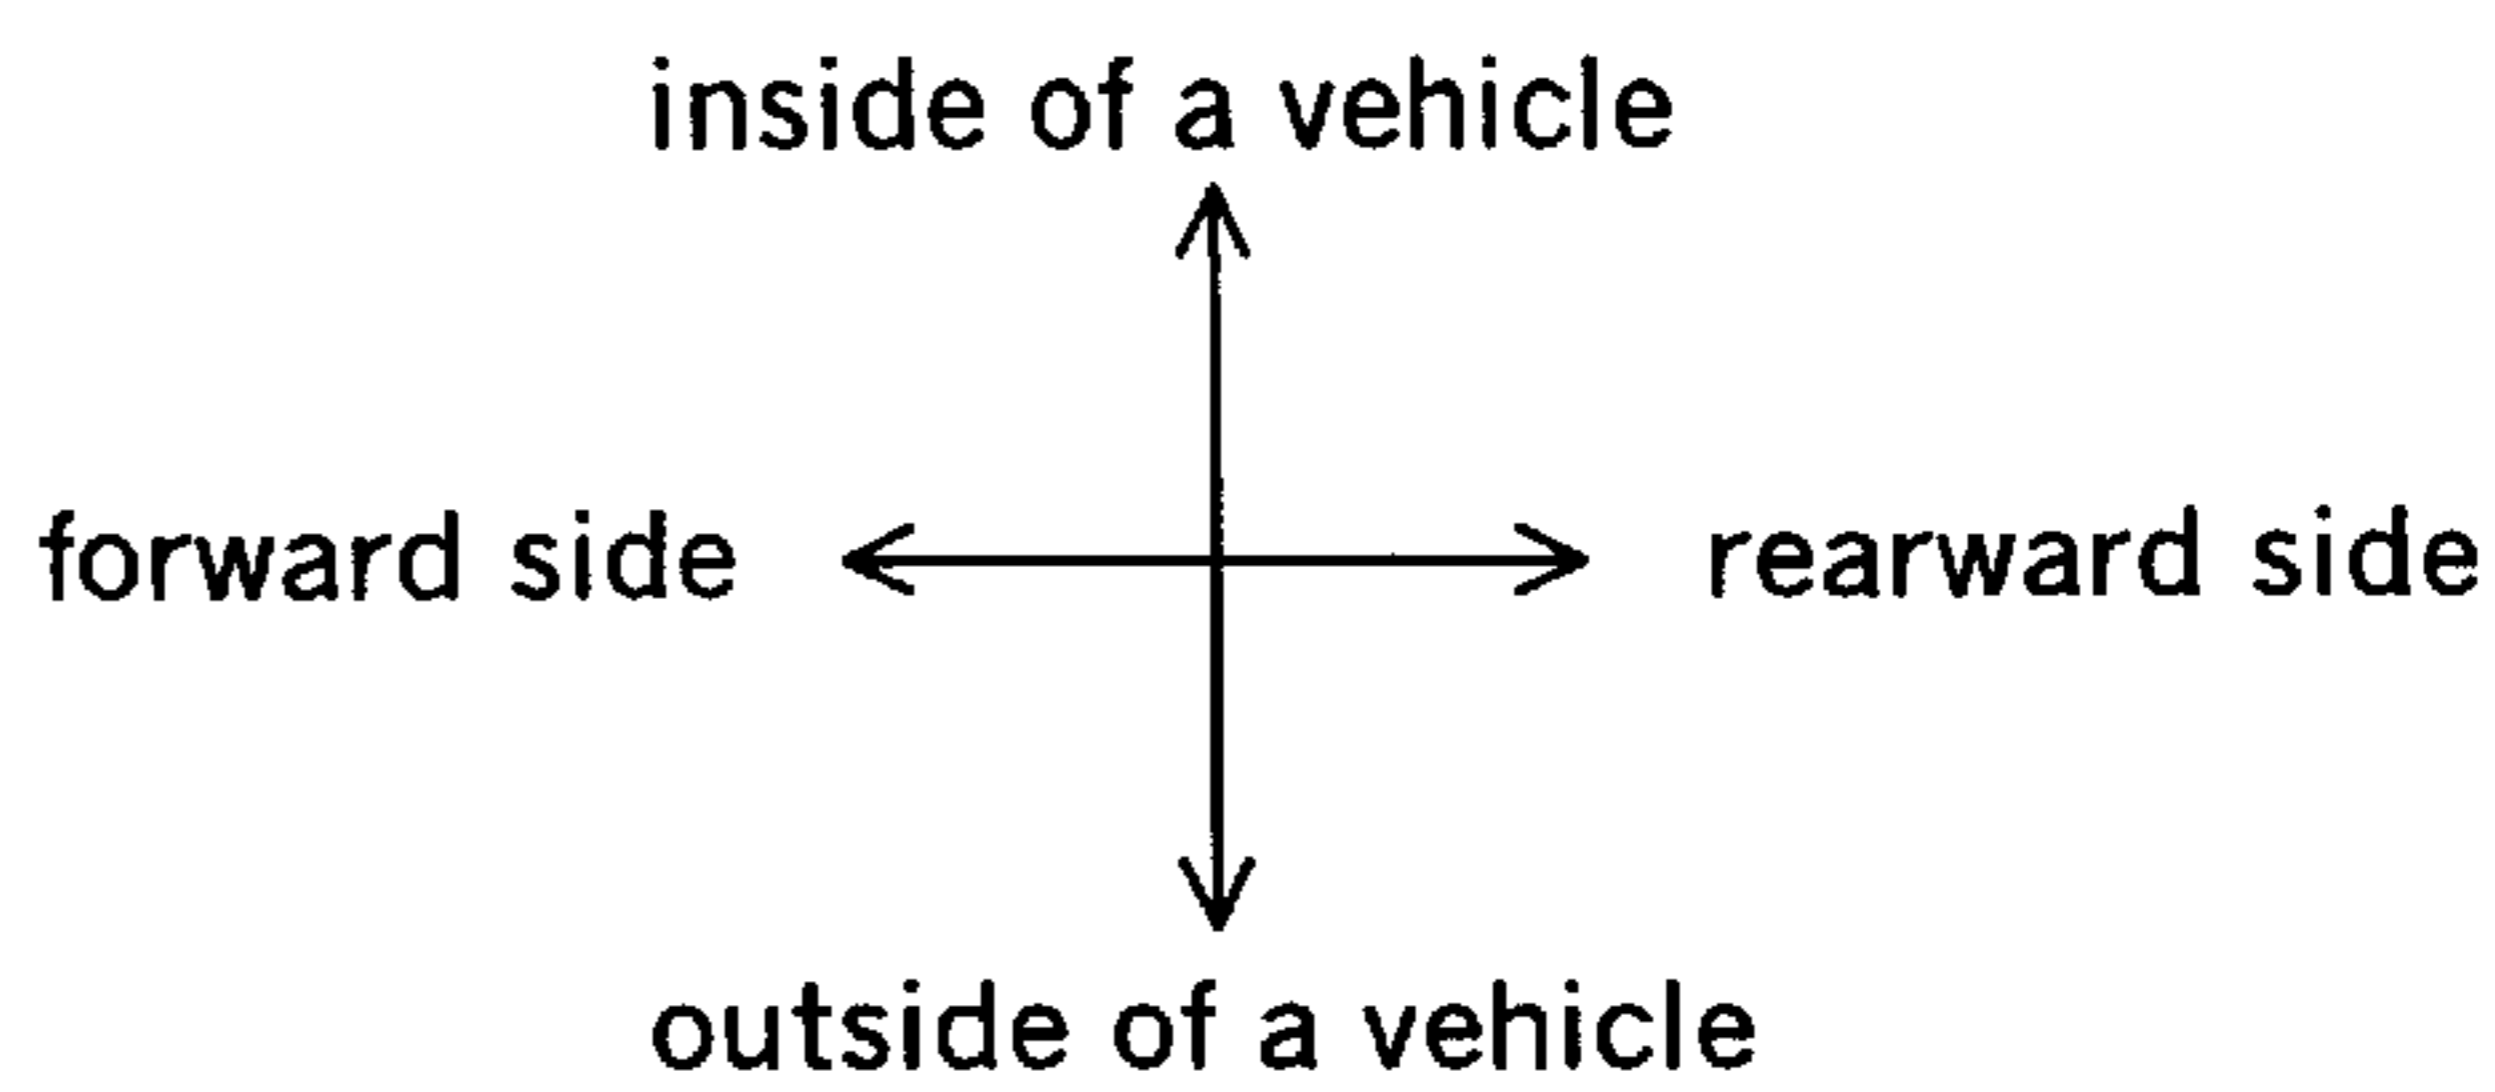 inside of a vehicle
forward side
rearward side
outside of a vehicle